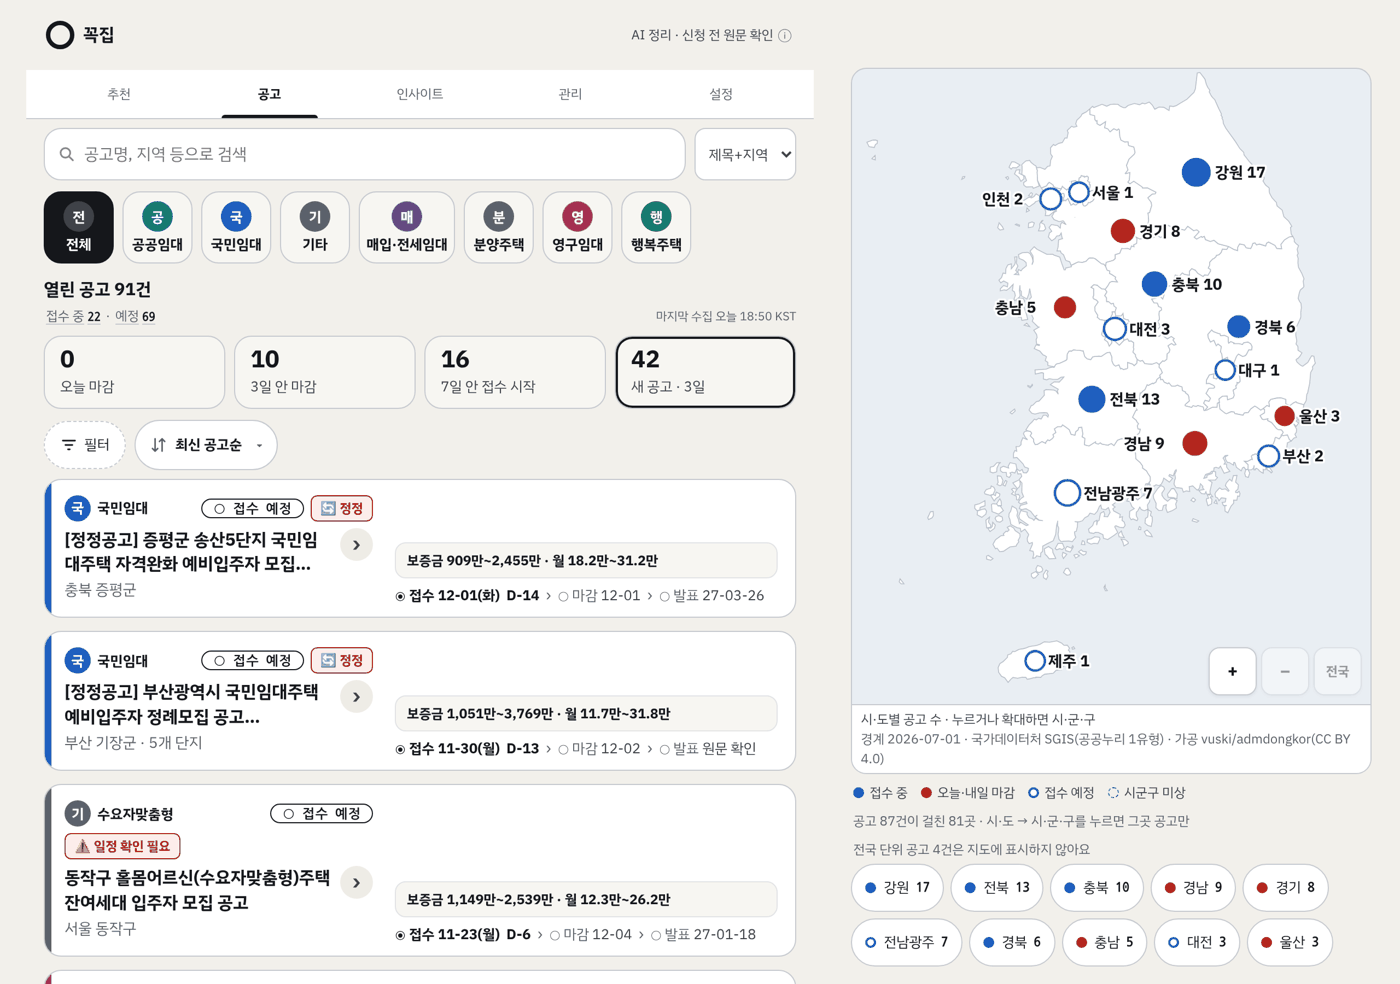 꼭집
AI 정리 · 신청 전 원문 확인 ⓘ
추천
공고
인사이트
관리
설정
공고명, 지역 등으로 검색
제목+지역
전
전체
공
공공임대
국
국민임대
기
기타
매
매입·전세임대
분
분양주택
영
영구임대
행
행복주택
열린 공고 91건
접수 중 22 · 예정 69
마지막 수집 오늘 18:50 KST
0
오늘 마감
10
3일 안 마감
16
7일 안 접수 시작
42
새 공고 · 3일
필터
최신 공고순
국 국민임대
○ 접수 예정
정정
[정정공고] 증평군 송산5단지 국민임
대주택 자격완화 예비입주자 모집...
충북 증평군
보증금 909만~2,455만 · 월 18.2만~31.2만
◉ 접수 12-01(화) D-14 › ○ 마감 12-01 › ○ 발표 27-03-26
국 국민임대
○ 접수 예정
정정
[정정공고] 부산광역시 국민임대주택
예비입주자 정례모집 공고...
부산 기장군 · 5개 단지
보증금 1,051만~3,769만 · 월 11.7만~31.8만
◉ 접수 11-30(월) D-13 › ○ 마감 12-02 › ○ 발표 원문 확인
기 수요자맞춤형
○ 접수 예정
⚠ 일정 확인 필요
동작구 홀몸어르신(수요자맞춤형)주택
잔여세대 입주자 모집 공고
서울 동작구
보증금 1,149만~2,539만 · 월 12.3만~26.2만
◉ 접수 11-23(월) D-6 › ○ 마감 12-04 › ○ 발표 27-01-18
강원 17
서울 1
인천 2
경기 8
충북 10
충남 5
대전 3
경북 6
대구 1
전북 13
울산 3
경남 9
부산 2
전남광주 7
제주 1
+
−
전국
시·도별 공고 수 · 누르거나 확대하면 시·군·구
경계 2026-07-01 · 국가데이터처 SGIS(공공누리 1유형) · 가공 vuski/admdongkor(CC BY
4.0)
접수 중
오늘·내일 마감
접수 예정
시군구 미상
공고 87건이 걸친 81곳 · 시·도 → 시·군·구를 누르면 그곳 공고만
전국 단위 공고 4건은 지도에 표시하지 않아요
강원 17
전북 13
충북 10
경남 9
경기 8
전남광주 7
경북 6
충남 5
대전 3
울산 3